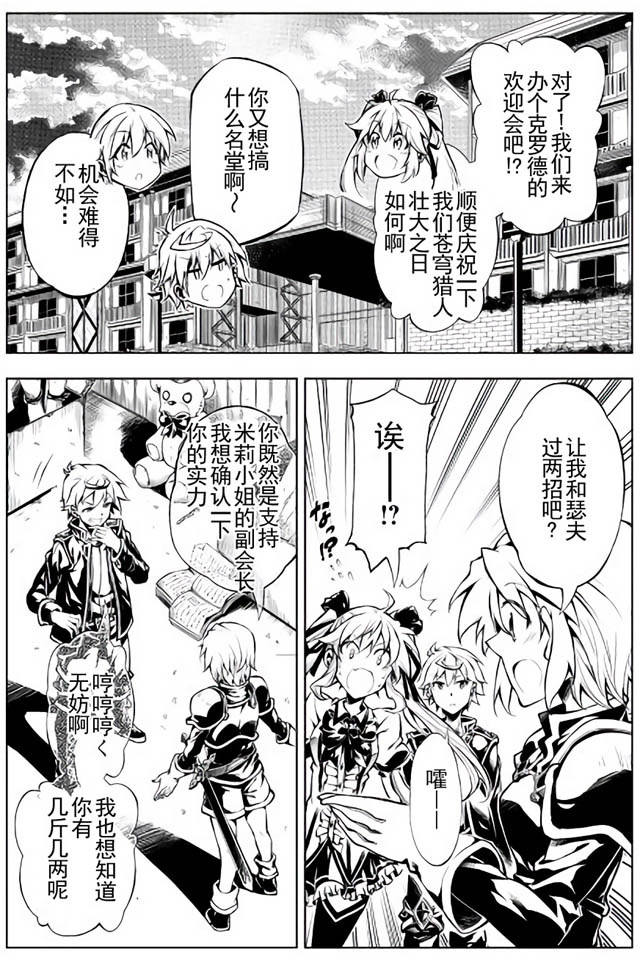 对了！我们来
办个克罗德的
欢迎会吧!?
顺便庆祝一下
我们苍穹猎人
壮大之日
如何啊
你又想搞
什么名堂啊～
机会难得
不如…
让我和瑟夫
过两招吧？
诶——!?
なっ!?
嚯——
你既然是支持
米莉小姐的副会长
我想确认一下
你的实力
哼哼哼～
无妨啊
我也想知道
你有
几斤几两呢